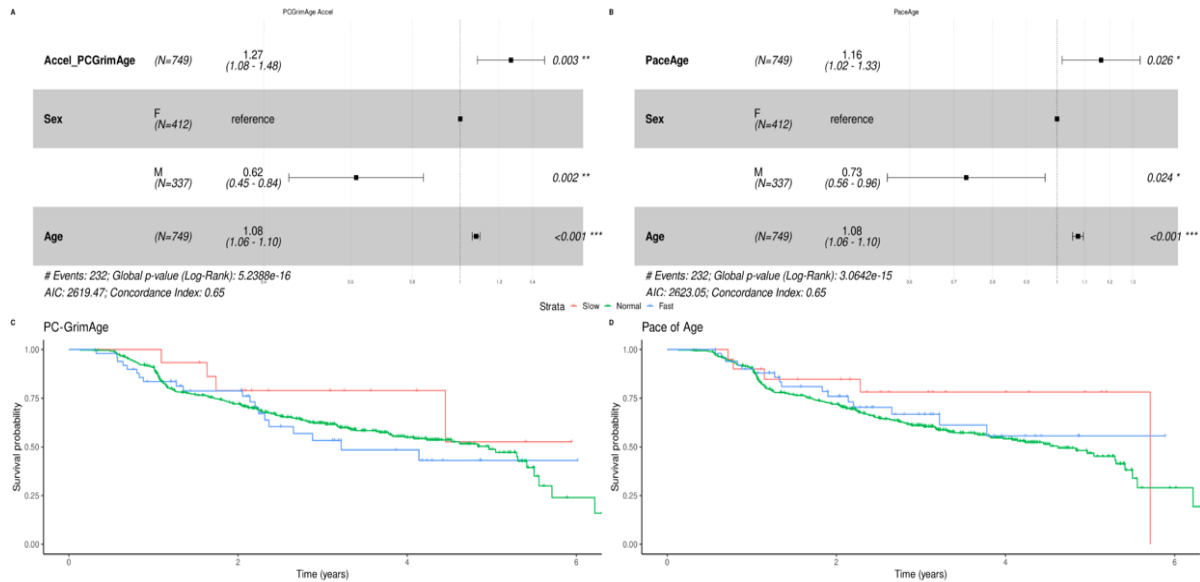 A
PCGrimAge Accel
Accel_PCGrimAge
(N=749)
1.27
(1.08 - 1.48)
0.003 **
Sex
F
(N=412)
reference
M
(N=337)
0.62
(0.45 - 0.84)
0.002 **
Age
(N=749)
1.08
(1.06 - 1.10)
<0.001 ***
# Events: 232; Global p-value (Log-Rank): 5.2388e-16
AIC: 2619.47; Concordance Index: 0.65
B
PaceAge
PaceAge
(N=749)
1.16
(1.02 - 1.33)
0.026 *
Sex
F
(N=412)
reference
M
(N=337)
0.73
(0.56 - 0.96)
0.024 *
Age
(N=749)
1.08
(1.06 - 1.10)
<0.001 ***
# Events: 232; Global p-value (Log-Rank): 3.0642e-15
AIC: 2623.05; Concordance Index: 0.65
Strata Slow Normal Fast
C
PC-GrimAge
Survival probability
1.00
0.75
0.50
0.25
0.00
0 2 4 6
Time (years)
D
Pace of Age
Survival probability
1.00
0.75
0.50
0.25
0.00
0 2 4 6
Time (years)